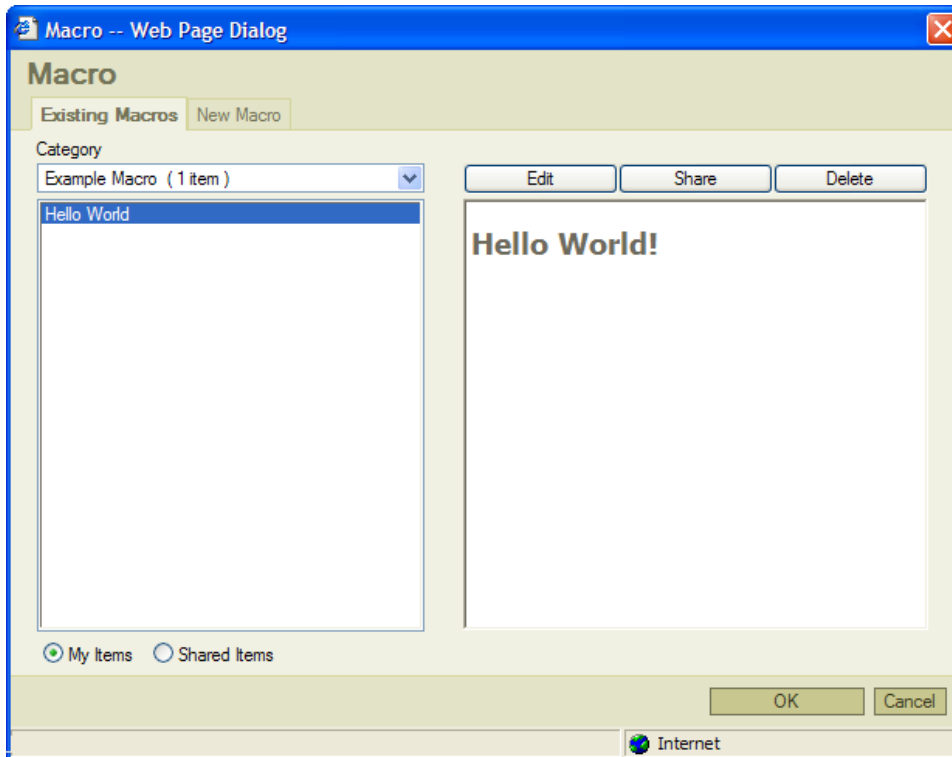 Macro -- Web Page Dialog
Macro
Existing Macros New Macro
Category
Example Macro ( 1 item )
Edit Share Delete
Hello World
Hello World!
My Items Shared Items
OK Cancel
Internet